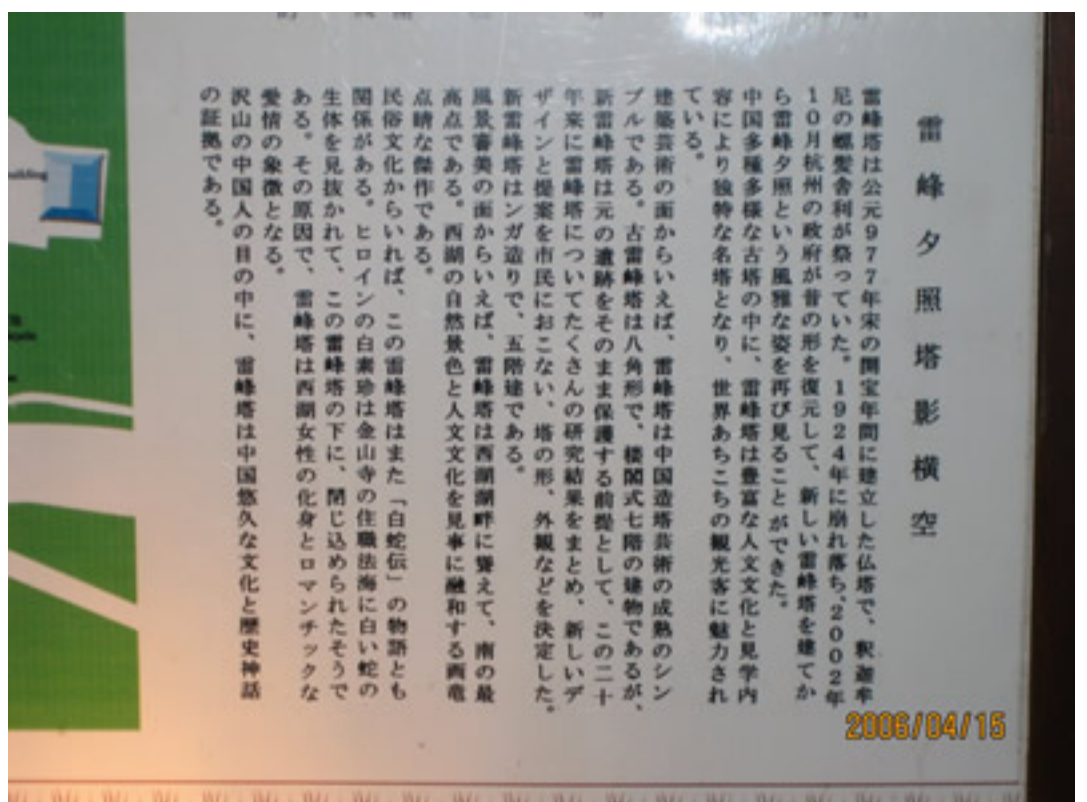 雷峰夕照塔影横空
雷峰塔は公元977年宋の開宝年間に建立した仏塔で、釈迦牟
尼の螺髪舎利が祭っていた。1924年に崩れ落ち、2002年
10月杭州の政府が昔の形を復元して、新しい雷峰塔を建てか
ら雷峰夕照という風雅な姿を再び見ることができた。
中国多種多様な古塔の中に、雷峰塔は豊富な人文文化と見学内
容により独特な名塔となり、世界あちこちの観光客に魅力され
ている。
建築芸術の面からいえば、雷峰塔は中国造塔芸術の成熟のシン
ブルである。古雷峰塔は八角形で、楼閣式七階の建物であるが、
新雷峰塔は元の遺跡をそのまま保護する前提として、この二十
年来に雷峰塔についてたくさんの研究結果をまとめ、新しいデ
ザインと提案を市民におこない、塔の形、外観などを決定した。
新雷峰塔はンガ造りで、五階建である。
風景審美の面からいえば、雷峰塔は西湖湖畔に聳えて、南の最
高点である。西湖の自然景色と人文文化を見事に融和する画竜
点睛な傑作である。
民俗文化からいれば、この雷峰塔はまた「白蛇伝」の物語とも
関係がある。ヒロインの白素珍は金山寺の住職法海に白い蛇の
生体を見抜かれて、この雷峰塔の下に、閉じ込められたそうで
ある。その原因で、雷峰塔は西湖女性の化身とロマンチックな
愛情の象徴となる。
沢山の中国人の目の中に、雷峰塔は中国悠久な文化と歴史神話
の証拠である。
2006/04/15